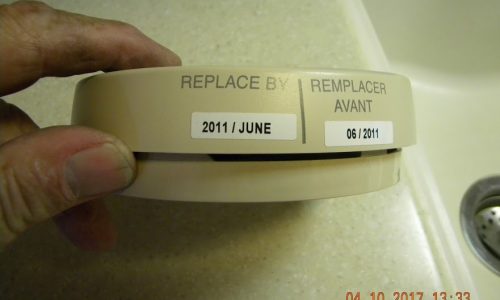 REPLACE BY
2011 / JUNE
REMPLACER
AVANT
06 / 2011
04 10 2017 13:33